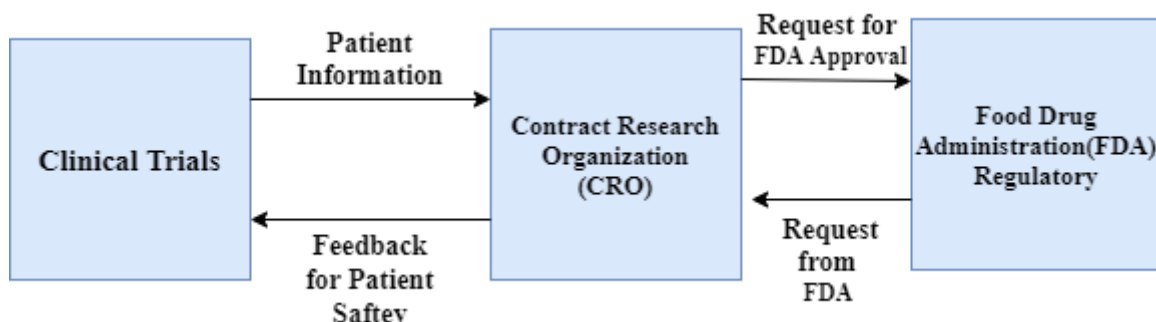 Clinical Trials
Patient
Information
Feedback
for Patient
Saftey
Contract Research
Organization
(CRO)
Request for
FDA Approval
Request
from
FDA
Food Drug
Administration(FDA)
Regulatory